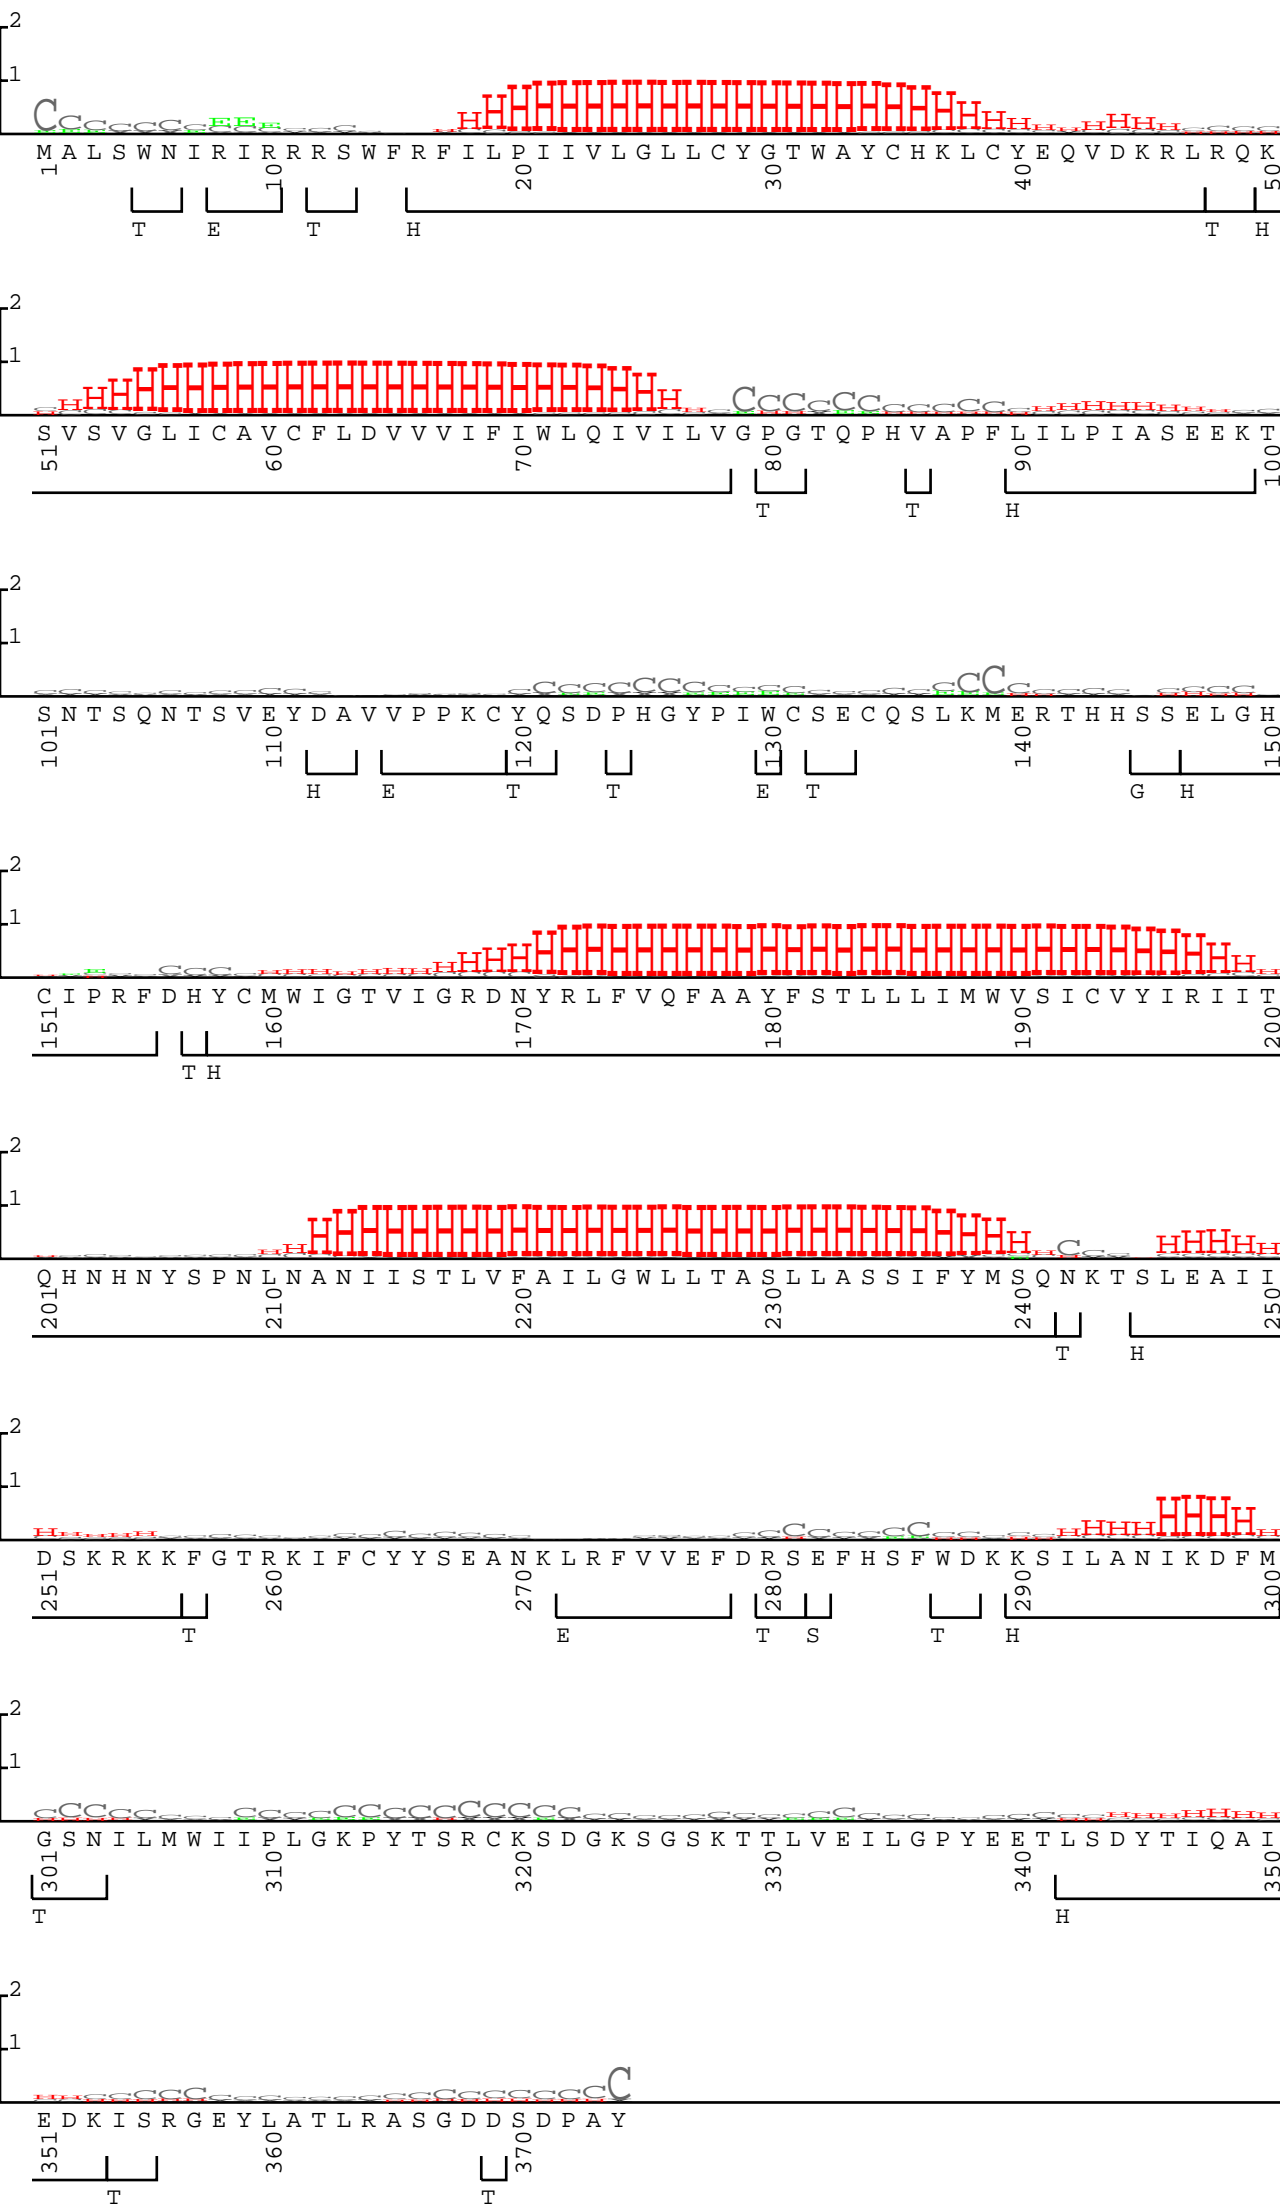 2
1
M A L S W N I R I R R R S W F R F I L P I I V L G L L C Y G T W A Y C H K L C Y E Q V D K R L R Q K
1 10 20 30 40 50
T E T H T H
2
1
S V S V G L I C A V C F L D V V V I F I W L Q I V I L V G P G T Q P H V A P F L I L P I A S E E K T
51 60 70 80 90 100
T T H
2
1
S N T S Q N T S V E Y D A V V P P K C Y Q S D P H G Y P I W C S E C Q S L K M E R T H H S S E L G H
101 110 120 130 140 150
H E T T E T G H
2
1
C I P R F D H Y C M W I G T V I G R D N Y R L F V Q F A A Y F S T L L L I M W V S I C V Y I R I I T
151 160 170 180 190 200
T H
2
1
Q H N H N Y S P N L N A N I I S T L V F A I L G W L L T A S L L A S S I F Y M S Q N K T S L E A I I
201 210 220 230 240 250
T H
2
1
D S K R K K F G T R K I F C Y Y S E A N K L R F V V E F D R S E F H S F W D K K S I L A N I K D F M
251 260 270 280 290 300
T E T S T H
2
1
G S N I L M W I I P L G K P Y T S R C K S D G K S G S K T T L V E I L G P Y E E T L S D Y T I Q A I
301 310 320 330 340 350
T H
2
1
E D K I S R G E Y L A T L R A S G D D S D P A Y
351 360 370
T T